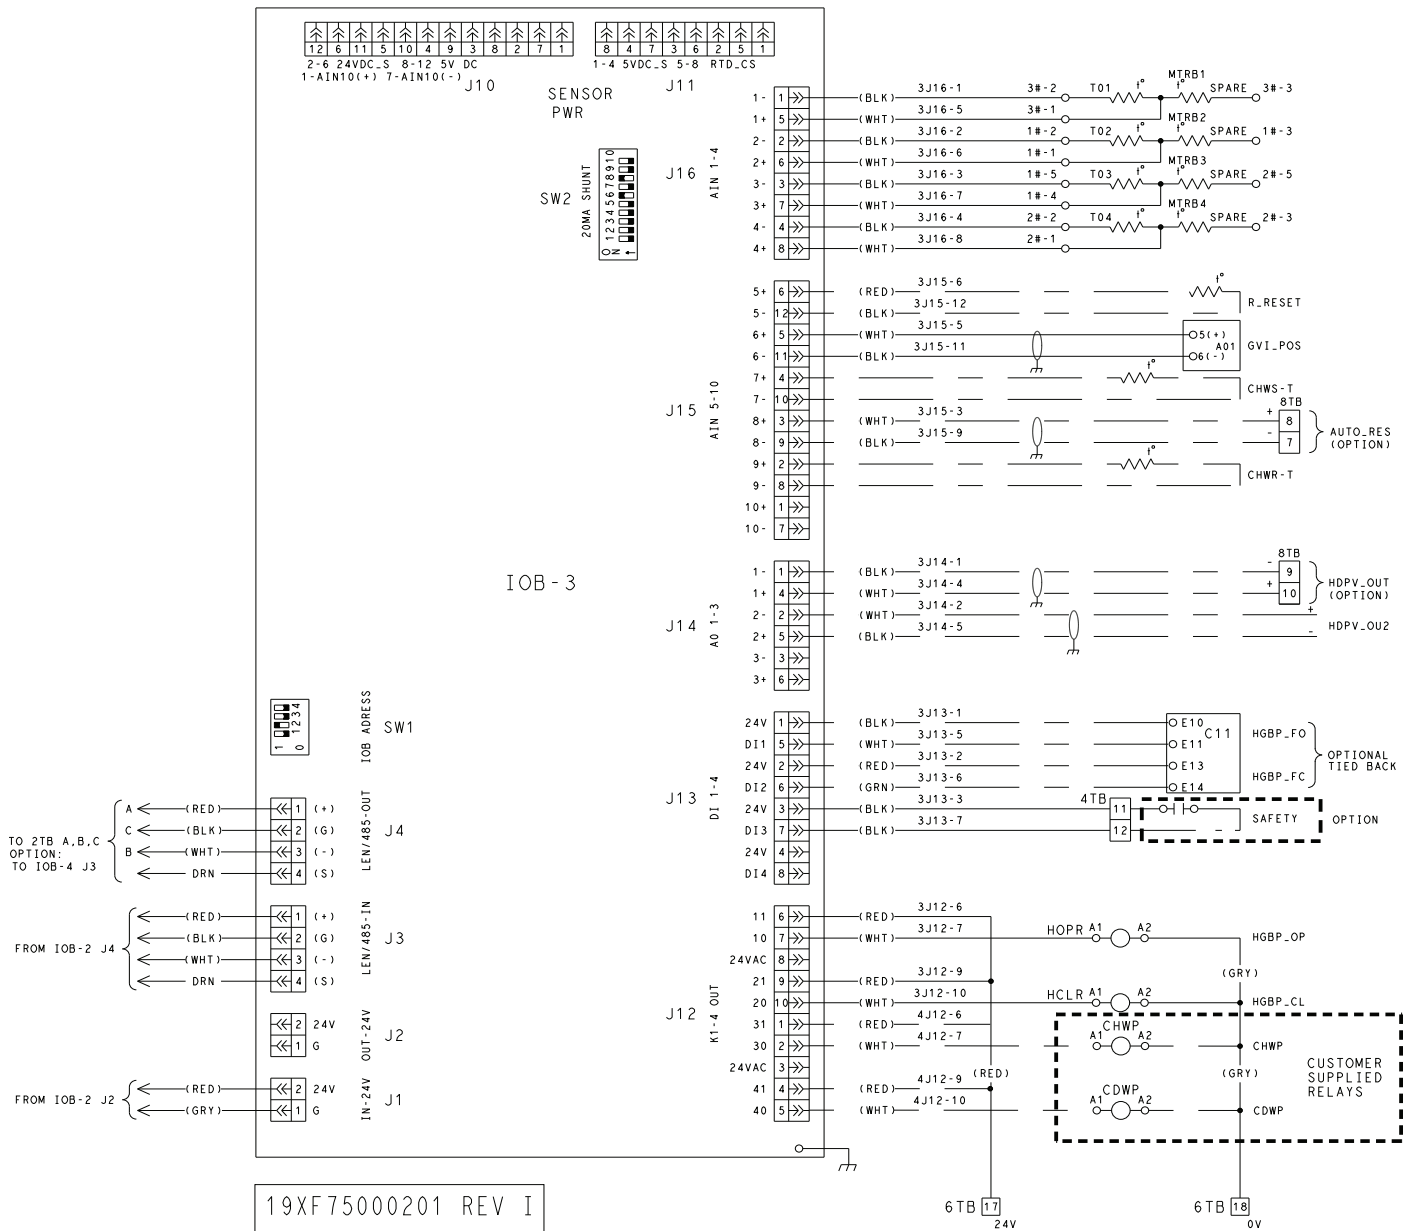 12 6 11 5 10 4 9 3 8 2 7 1
2-6 24VDC_S 8-12 5V DC
1-AIN10(+) 7-AIN10(-)
J10
8 4 7 3 6 2 5 1
1-4 5VDC_S 5-8 RTD_CS
J11
SENSOR
PWR
SW2
20MA SHUNT
1 2 3 4 5 6 7 8 9 10
O
N
J16
AIN 1-4
1- 1 (BLK) 3J16-1 3#-2 T01 t° MTRB1 t° SPARE 3#-3
1+ 5 (WHT) 3J16-5 3#-1
2- 2 (BLK) 3J16-2 1#-2 T02 t° MTRB2 t° SPARE 1#-3
2+ 6 (WHT) 3J16-6 1#-1
3- 3 (BLK) 3J16-3 1#-5 T03 t° MTRB3 t° SPARE 2#-5
3+ 7 (WHT) 3J16-7 1#-4
4- 4 (BLK) 3J16-4 2#-2 T04 t° MTRB4 t° SPARE 2#-3
4+ 8 (WHT) 3J16-8 2#-1
J15
AIN 5-10
5+ 6 (RED) 3J15-6 t°
R_RESET
5- 12 (BLK) 3J15-12
6+ 5 (WHT) 3J15-5 5(+)
A01 GVI_POS
6- 11 (BLK) 3J15-11 6(-)
7+ 4 t°
CHWS-T
7- 10
8TB
8+ 3 (WHT) 3J15-3 + 8
8- 9 (BLK) 3J15-9 - 7
AUTO_RES
(OPTION)
9+ 2 t°
CHWR-T
9- 8
10+ 1
10- 7
IOB-3
J14
AO 1-3
8TB
1- 1 (BLK) 3J14-1 - 9
1+ 4 (WHT) 3J14-4 + 10
HDPV_OUT
(OPTION)
2- 2 (WHT) 3J14-2 +
2+ 5 (BLK) 3J14-5 -
HDPV_OU2
3- 3
3+ 6
1 2 3 4
1 0
IOB ADRESS
SW1
J13
DI 1-4
24V 1 (BLK) 3J13-1 E10
C11
HGBP_FO
DI1 5 (WHT) 3J13-5 E11
24V 2 (RED) 3J13-2 E13
HGBP_FC
DI2 6 (GRN) 3J13-6 E14
OPTIONAL
TIED BACK
24V 3 (BLK) 3J13-3 4TB 11
SAFETY
OPTION
DI3 7 (BLK) 3J13-7 12
24V 4
DI4 8
TO 2TB A,B,C
OPTION:
TO IOB-4 J3
A (RED) 1 (+)
C (BLK) 2 (G)
B (WHT) 3 (-)
DRN 4 (S)
LEN/485-OUT
J4
FROM IOB-2 J4
(RED) 1 (+)
(BLK) 2 (G)
(WHT) 3 (-)
DRN 4 (S)
LEN/485-IN
J3
2 24V
1 G
OUT-24V
J2
FROM IOB-2 J2
(RED) 2 24V
(GRY) 1 G
IN-24V
J1
J12
K1-4 OUT
11 6 (RED) 3J12-6
10 7 (WHT) 3J12-7 HOPR A1 A2 HGBP_OP
24VAC 8
(GRY)
21 9 (RED) 3J12-9
20 10 (WHT) 3J12-10 HCLR A1 A2 HGBP_CL
31 1 (RED) 4J12-6
30 2 (WHT) 4J12-7 CHWP A1 A2 CHWP
24VAC 3
(RED) (GRY)
41 4 (RED) 4J12-9
40 5 (WHT) 4J12-10 CDWP A1 A2 CDWP
CUSTOMER
SUPPLIED
RELAYS
19XF75000201 REV I
6TB 17
24V
6TB 18
0V